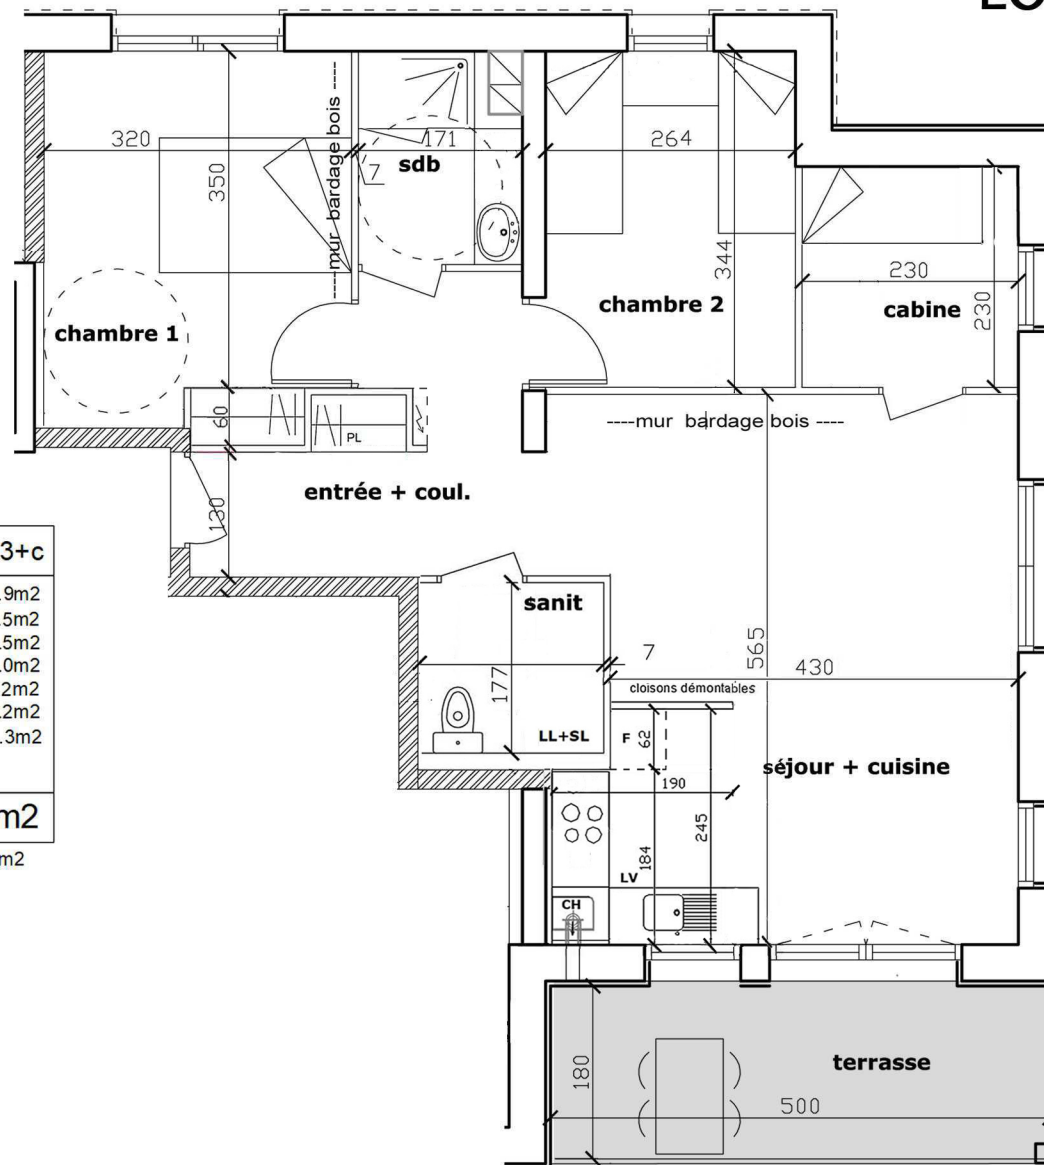 320
350
----mur bardage bois ----
171
7
sdb
264
344
230
230
chambre 1
chambre 2
cabine
60
PL
----mur bardage bois ----
entrée + coul.
130
3+c
9m2
5m2
5m2
0m2
2m2
2m2
3m2
m2
m2
sanit
177
7
565
430
cloisons démontables
LL+SL
F
62
190
séjour + cuisine
245
184
LV
CH
180
terrasse
500